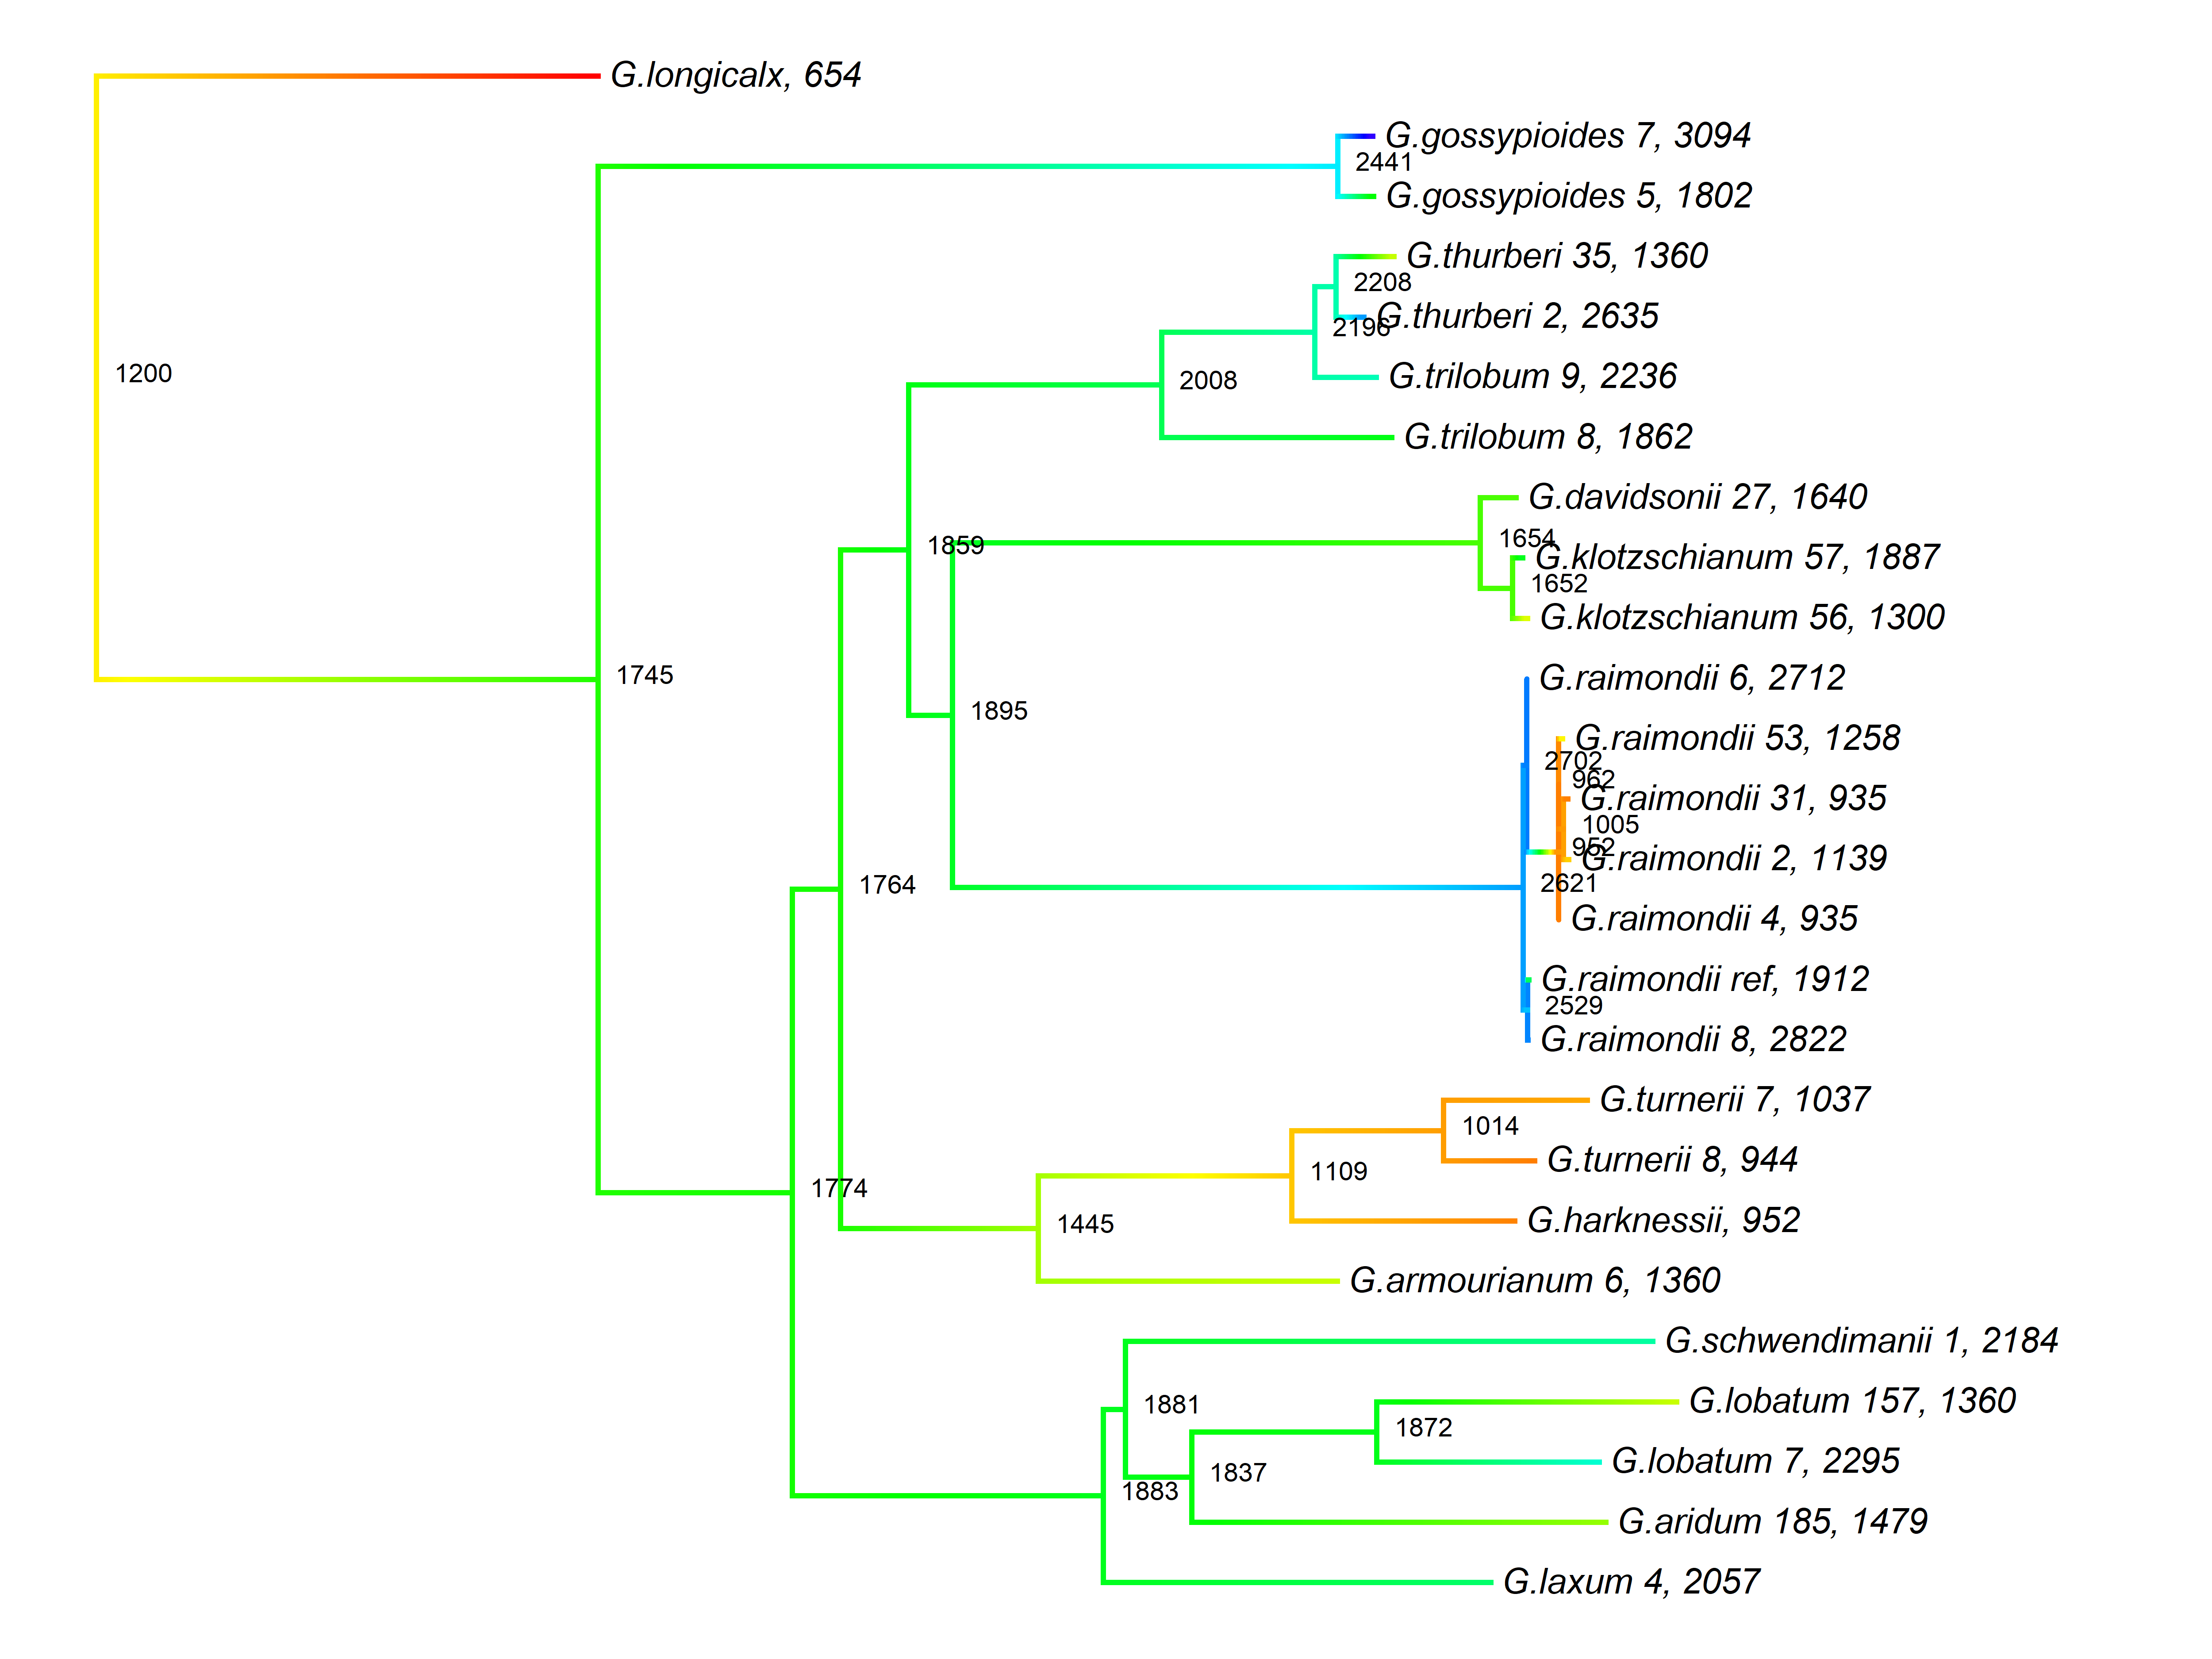 G.longicalx, 654
G.gossypioides 7, 3094
2441
G.gossypioides 5, 1802
G.thurberi 35, 1360
2208
G.thurberi 2, 2635
2196
1200
G.trilobum 9, 2236
2008
G.trilobum 8, 1862
G.davidsonii 27, 1640
1654
1859
G.klotzschianum 57, 1887
1652
G.klotzschianum 56, 1300
1745
G.raimondii 6, 2712
1895
G.raimondii 53, 1258
2702
962
G.raimondii 31, 935
1005
952
G.raimondii 2, 1139
2621
1764
G.raimondii 4, 935
G.raimondii ref, 1912
2529
G.raimondii 8, 2822
G.turnerii 7, 1037
1014
G.turnerii 8, 944
1109
1774
G.harknessii, 952
1445
G.armourianum 6, 1360
G.schwendimanii 1, 2184
G.lobatum 157, 1360
1881
1872
G.lobatum 7, 2295
1837
1883
G.aridum 185, 1479
G.laxum 4, 2057